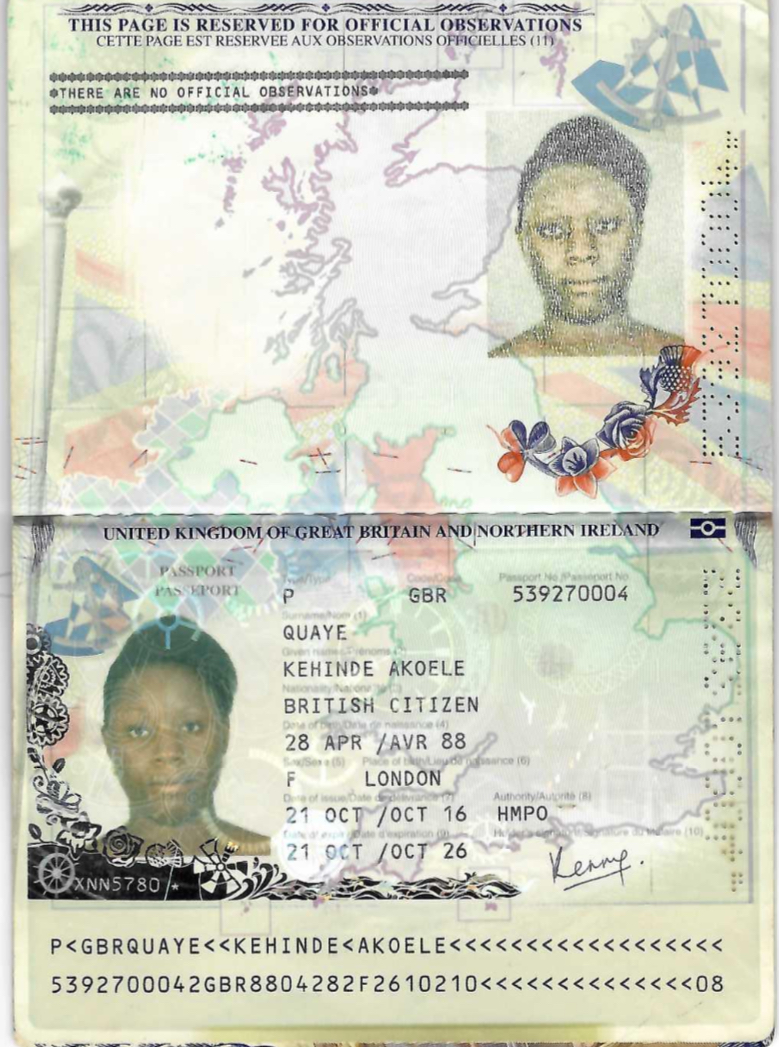 THIS PAGE IS RESERVED FOR OFFICIAL OBSERVATIONS
CETTE PAGE EST RESERVEE AUX OBSERVATIONS OFFICIELLES (11)
*THERE ARE NO OFFICIAL OBSERVATIONS*
UNITED KINGDOM OF GREAT BRITAIN AND NORTHERN IRELAND
PASSPORT
PASSEPORT
Type/Type Code/Code Passport No./Passeport No.
P GBR 539270004
Surname/Nom (1)
QUAYE
Given names/Prénoms (2)
KEHINDE AKOELE
Nationality/Nationalité (3)
BRITISH CITIZEN
Date of birth/Date de naissance (4)
28 APR /AVR 88
Sex/Sexe (5) Place of birth/Lieu de naissance (6)
F LONDON
Date of issue/Date de délivrance (7) Authority/Autorité (8)
21 OCT /OCT 16 HMPO
Date of expiry/Date d'expiration (9) Holder's signature/Signature du titulaire (10)
21 OCT /OCT 26
XNN5780 *
P<GBRQUAYE<<KEHINDE<AKOELE<<<<<<<<<<<<<<<<<<
5392700042GBR8804282F2610210<<<<<<<<<<<<<<08